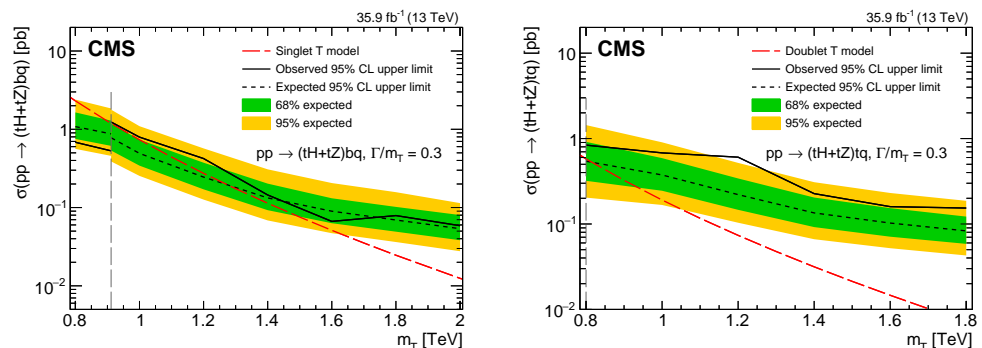 35.9 fb⁻¹ (13 TeV)
CMS
Singlet T model
Observed 95% CL upper limit
Expected 95% CL upper limit
68% expected
95% expected
pp → (tH+tZ)bq, Γ/m_T = 0.3
σ(pp → (tH+tZ)bq) [pb]
10
1
10⁻¹
10⁻²
0.8 1 1.2 1.4 1.6 1.8 2
m_T [TeV]
35.9 fb⁻¹ (13 TeV)
CMS
Doublet T model
Observed 95% CL upper limit
Expected 95% CL upper limit
68% expected
95% expected
pp → (tH+tZ)tq, Γ/m_T = 0.3
σ(pp → (tH+tZ)tq) [pb]
10
1
10⁻¹
10⁻²
0.8 1 1.2 1.4 1.6 1.8
m_T [TeV]